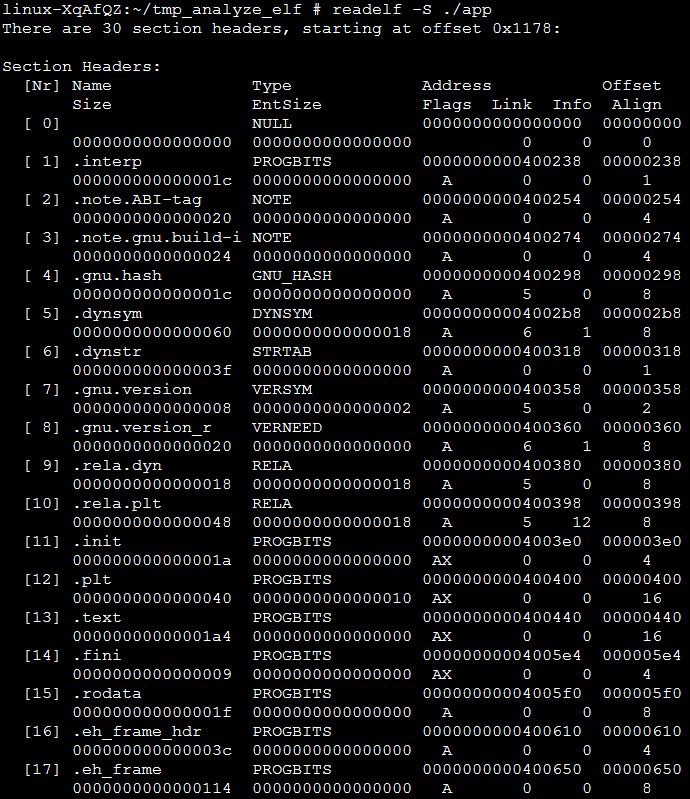 linux-XqAfQZ:~/tmp_analyze_elf # readelf -S ./app
There are 30 section headers, starting at offset 0x1178:

Section Headers:
  [Nr] Name              Type             Address           Offset
       Size              EntSize          Flags  Link  Info  Align
  [ 0]                   NULL             0000000000000000  00000000
       0000000000000000  0000000000000000           0     0     0
  [ 1] .interp           PROGBITS         0000000000400238  00000238
       000000000000001c  0000000000000000   A       0     0     1
  [ 2] .note.ABI-tag     NOTE             0000000000400254  00000254
       0000000000000020  0000000000000000   A       0     0     4
  [ 3] .note.gnu.build-i NOTE             0000000000400274  00000274
       0000000000000024  0000000000000000   A       0     0     4
  [ 4] .gnu.hash         GNU_HASH         0000000000400298  00000298
       000000000000001c  0000000000000000   A       5     0     8
  [ 5] .dynsym           DYNSYM           00000000004002b8  000002b8
       0000000000000060  0000000000000018   A       6     1     8
  [ 6] .dynstr           STRTAB           0000000000400318  00000318
       000000000000003f  0000000000000000   A       0     0     1
  [ 7] .gnu.version      VERSYM           0000000000400358  00000358
       0000000000000008  0000000000000002   A       5     0     2
  [ 8] .gnu.version_r    VERNEED          0000000000400360  00000360
       0000000000000020  0000000000000000   A       6     1     8
  [ 9] .rela.dyn         RELA             0000000000400380  00000380
       0000000000000018  0000000000000018   A       5     0     8
  [10] .rela.plt         RELA             0000000000400398  00000398
       0000000000000048  0000000000000018   A       5    12     8
  [11] .init             PROGBITS         00000000004003e0  000003e0
       000000000000001a  0000000000000000  AX       0     0     4
  [12] .plt              PROGBITS         0000000000400400  00000400
       0000000000000040  0000000000000010  AX       0     0     16
  [13] .text             PROGBITS         0000000000400440  00000440
       00000000000001a4  0000000000000000  AX       0     0     16
  [14] .fini             PROGBITS         00000000004005e4  000005e4
       0000000000000009  0000000000000000  AX       0     0     4
  [15] .rodata           PROGBITS         00000000004005f0  000005f0
       000000000000001f  0000000000000000   A       0     0     8
  [16] .eh_frame_hdr     PROGBITS         0000000000400610  00000610
       000000000000003c  0000000000000000   A       0     0     4
  [17] .eh_frame         PROGBITS         0000000000400650  00000650
       0000000000000114  0000000000000000   A       0     0     8